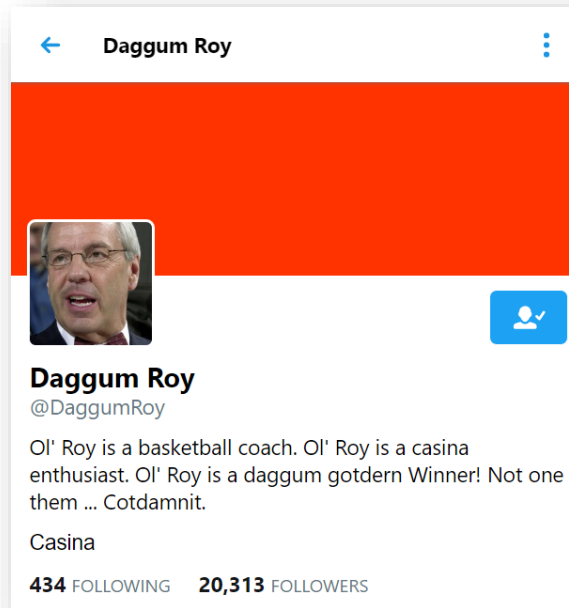 Daggum Roy
Daggum Roy
@DaggumRoy
Ol' Roy is a basketball coach. Ol' Roy is a casina
enthusiast. Ol' Roy is a daggum gotdern Winner! Not one
them ... Cotdamnit.
Casina
434 FOLLOWING 20,313 FOLLOWERS